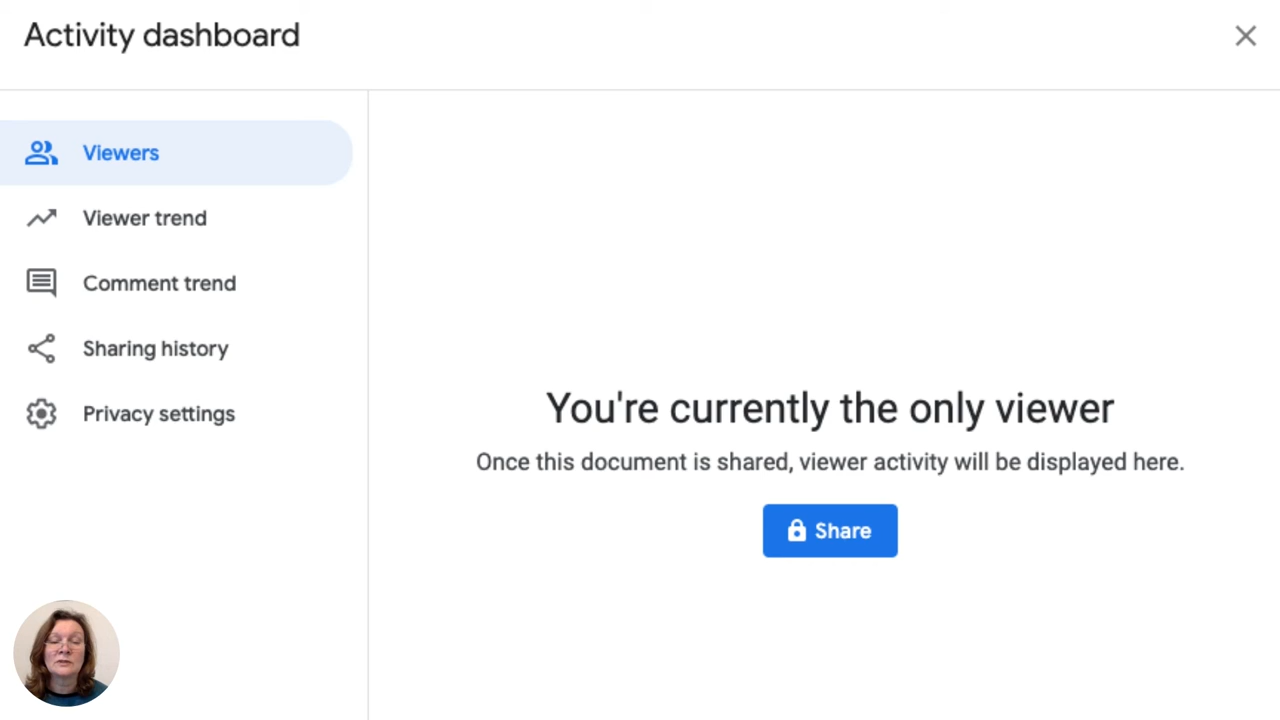 Activity dashboard
Viewers
Viewer trend
Comment trend
Sharing history
Privacy settings
You're currently the only viewer
Once this document is shared, viewer activity will be displayed here.
Share